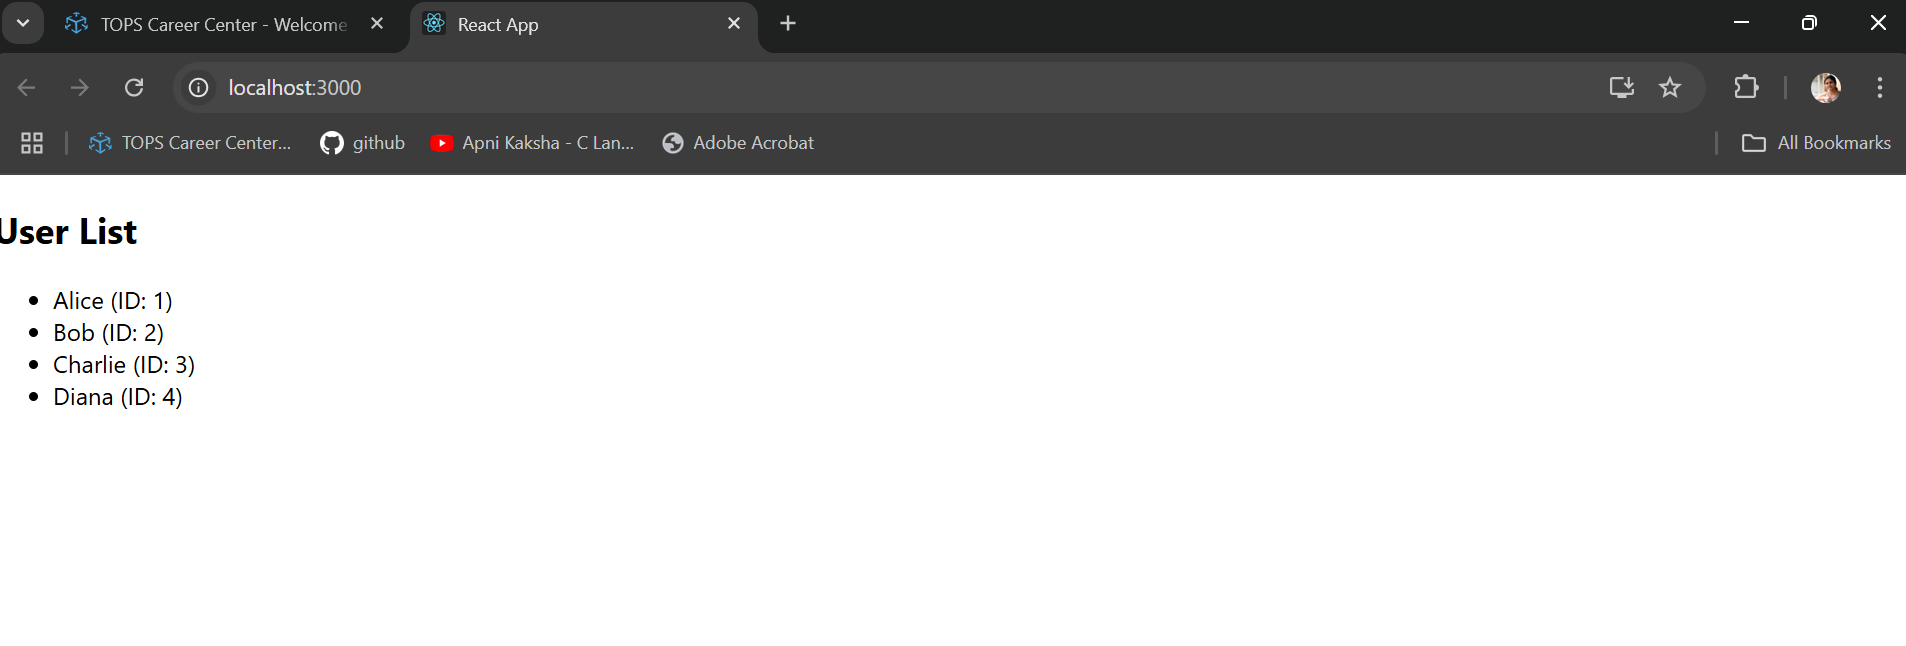 TOPS Career Center - Welcome
React App
localhost:3000
TOPS Career Center...
github
Apni Kaksha - C Lan...
Adobe Acrobat
All Bookmarks
User List
Alice (ID: 1)
Bob (ID: 2)
Charlie (ID: 3)
Diana (ID: 4)